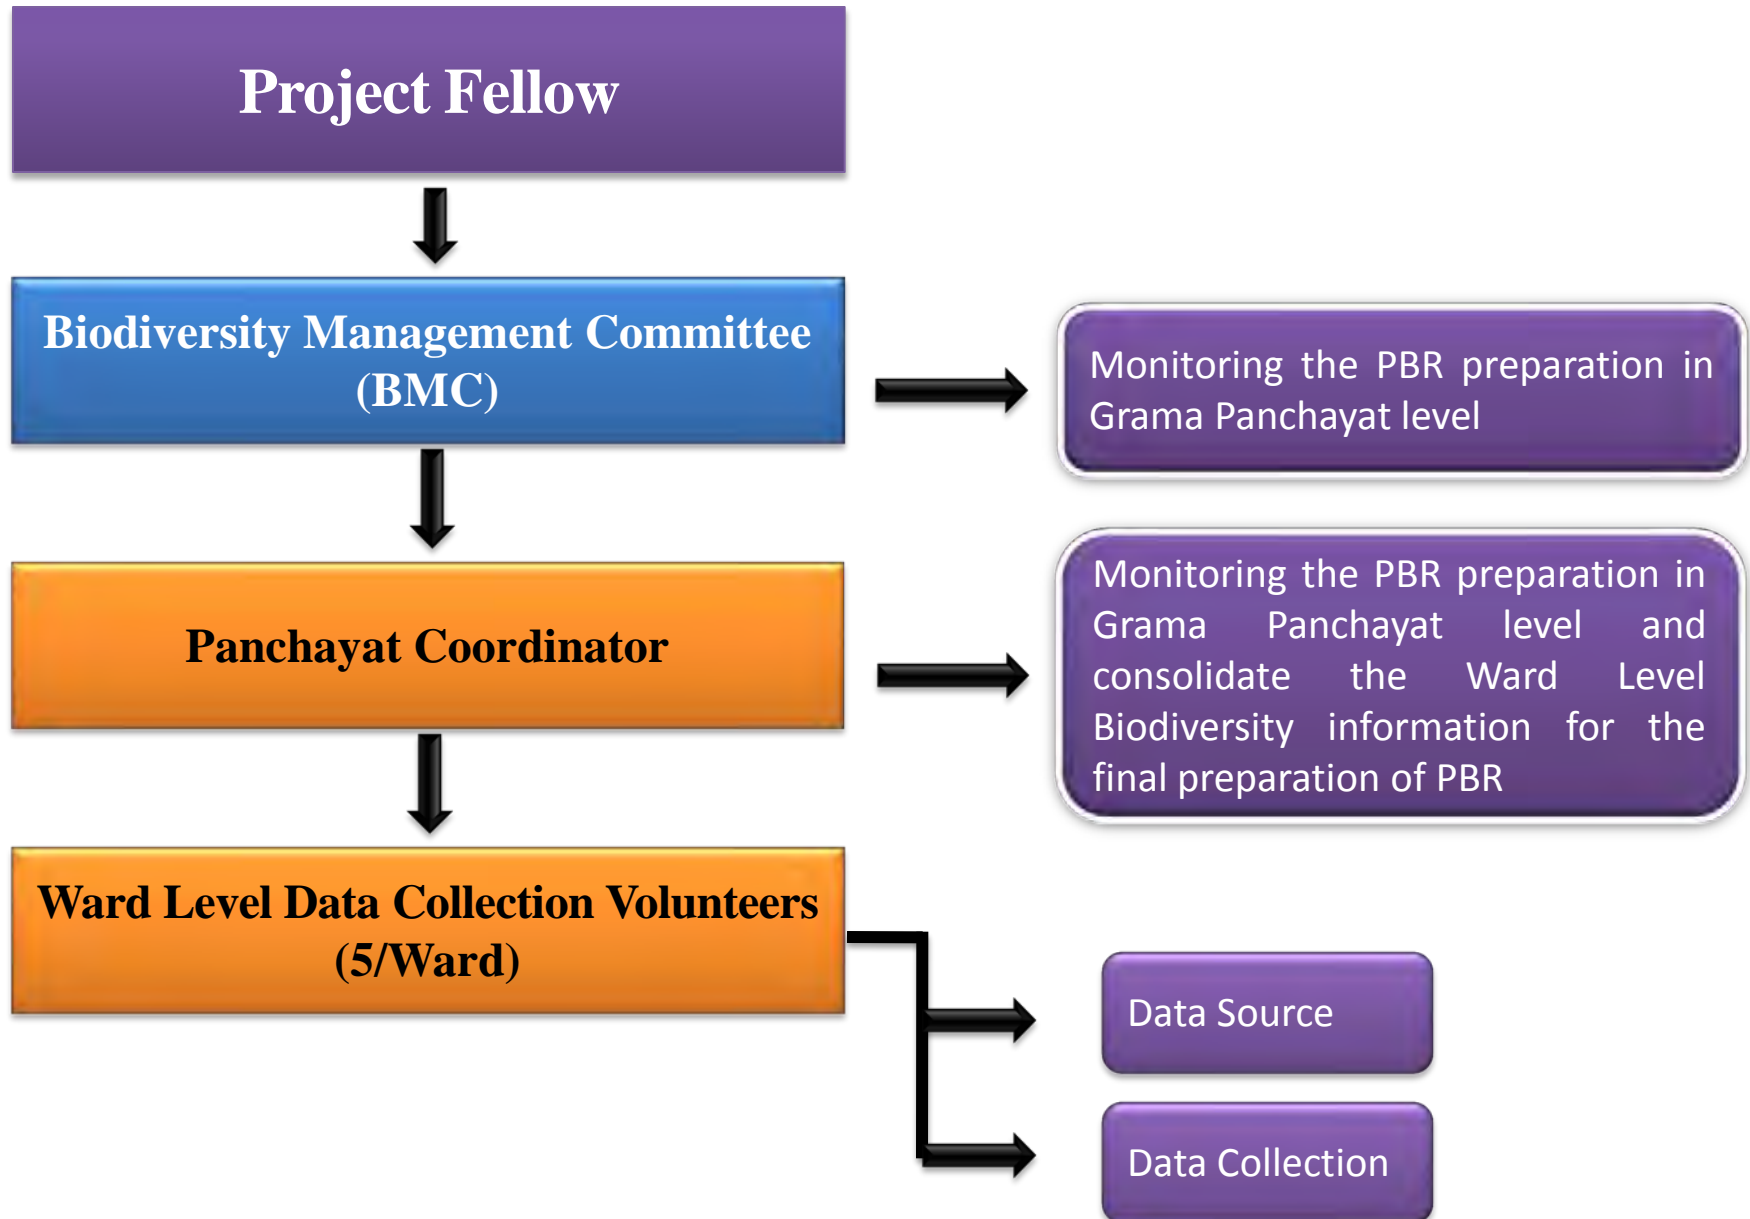 Project Fellow
Biodiversity Management Committee
(BMC)
Monitoring the PBR preparation in
Grama Panchayat level
Panchayat Coordinator
Monitoring the PBR preparation in
Grama Panchayat level and
consolidate the Ward Level
Biodiversity information for the
final preparation of PBR
Ward Level Data Collection Volunteers
(5/Ward)
Data Source
Data Collection